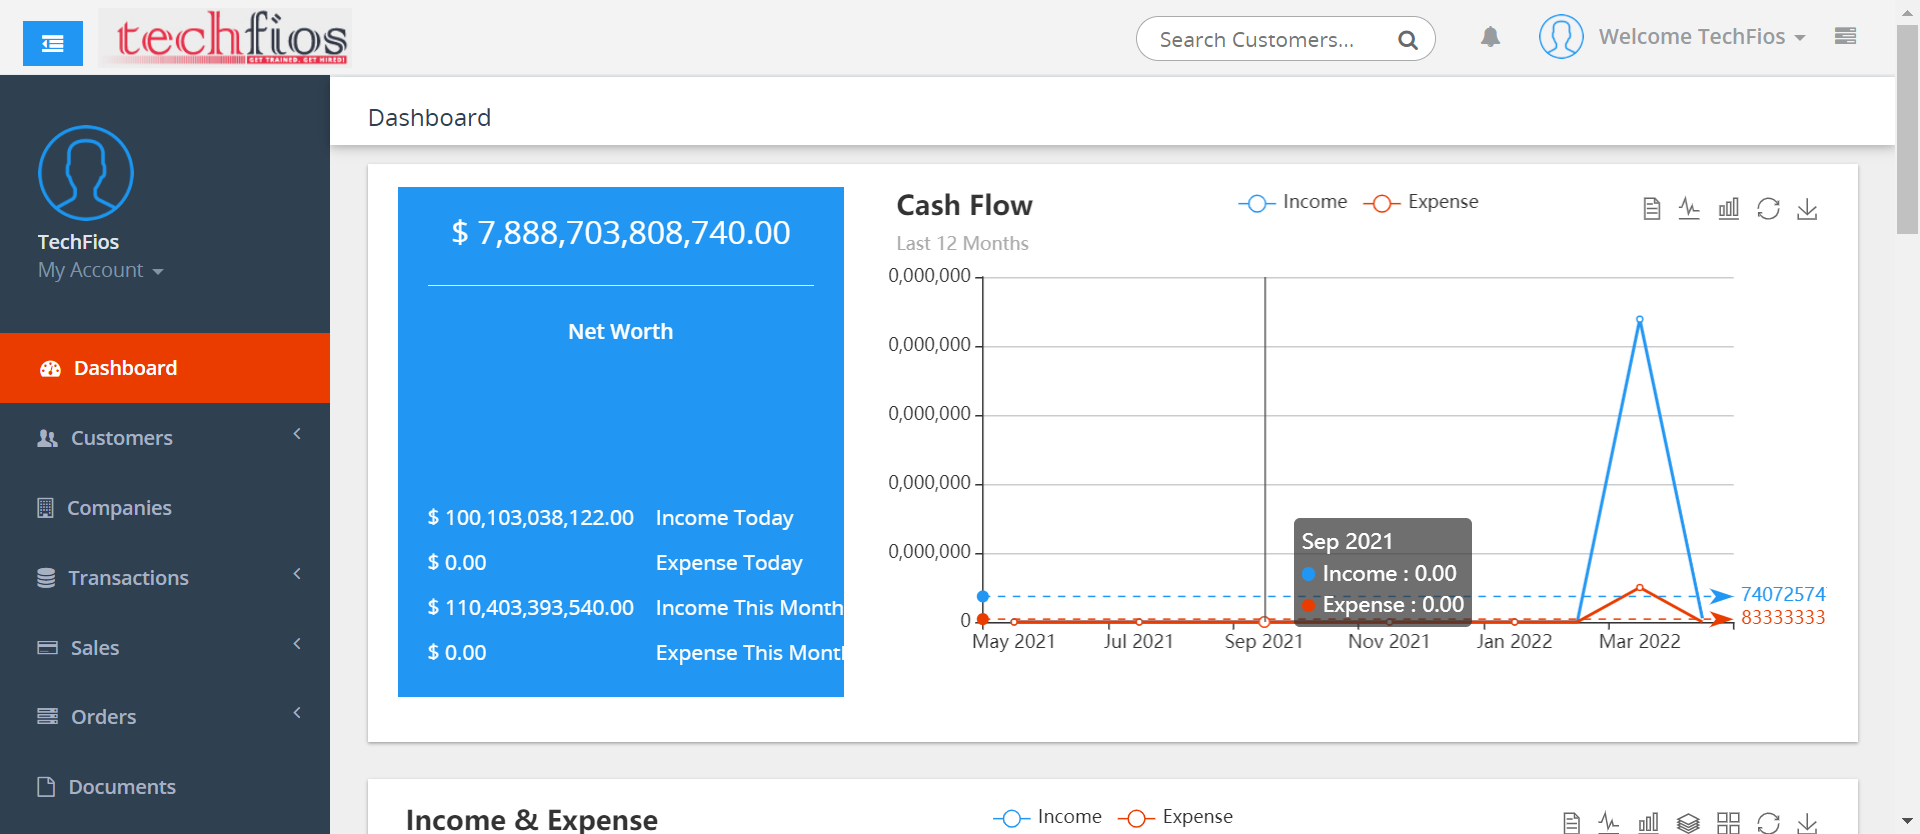 techfios
GET TRAINED. GET HIRED!
Search Customers...
Welcome TechFios
TechFios
My Account
Dashboard
Customers
Companies
Transactions
Sales
Orders
Documents
Dashboard
$ 7,888,703,808,740.00
Net Worth
$ 100,103,038,122.00 Income Today
$ 0.00 Expense Today
$ 110,403,393,540.00 Income This Month
$ 0.00 Expense This Mont
Cash Flow
Last 12 Months
Income Expense
0,000,000
0,000,000
0,000,000
0,000,000
0,000,000
0
Sep 2021
Income : 0.00
Expense : 0.00
74072574
83333333
May 2021 Jul 2021 Sep 2021 Nov 2021 Jan 2022 Mar 2022
Income & Expense
Income Expense